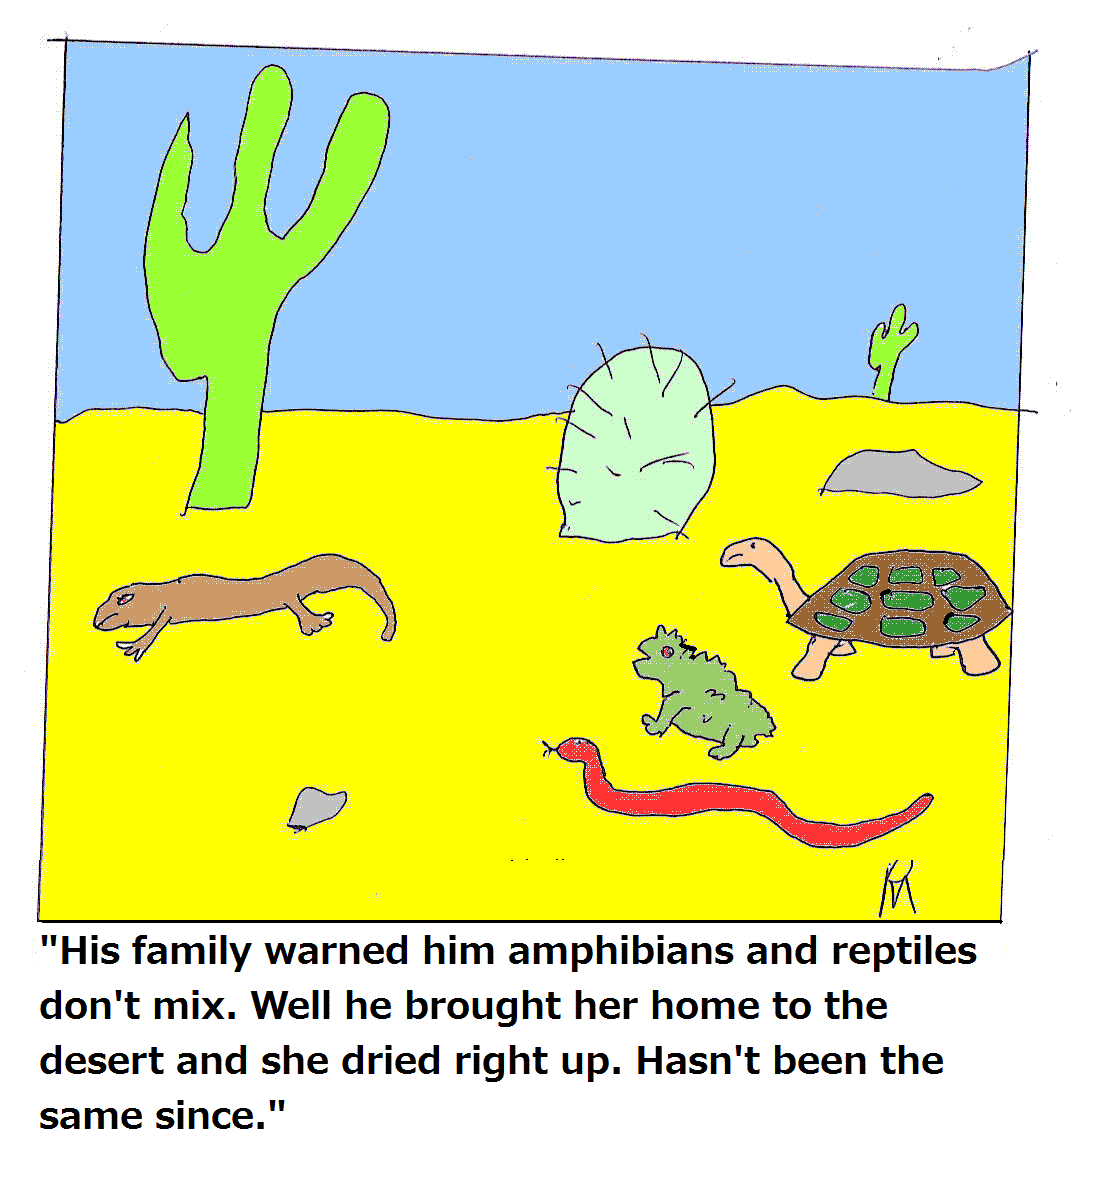 "His family warned him amphibians and reptiles
don't mix. Well he brought her home to the
desert and she dried right up. Hasn't been the
same since."